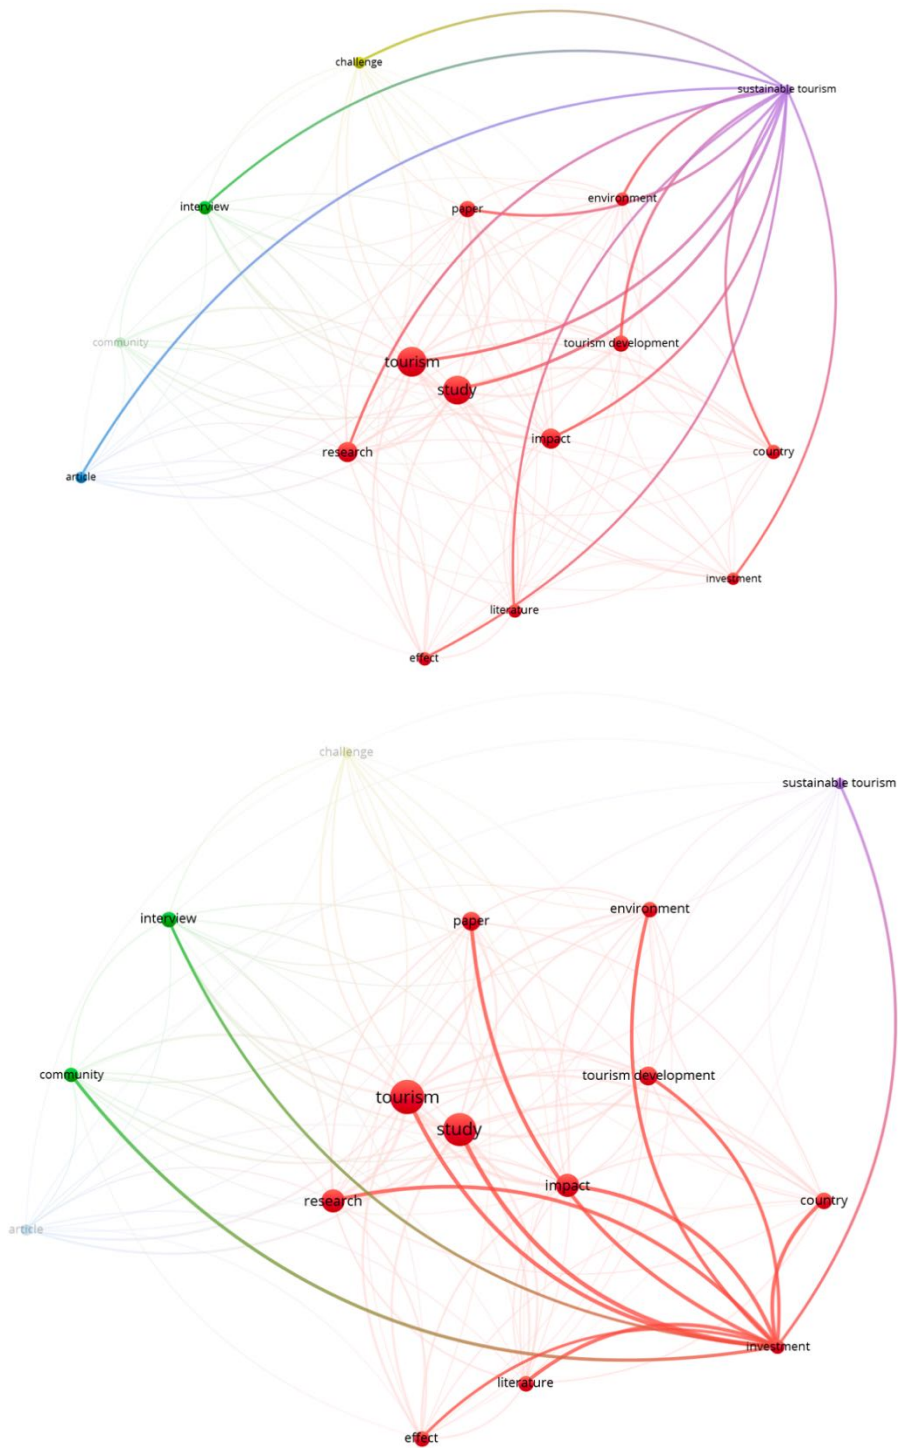 challenge
sustainable tourism
environment
interview
paper
community
tourism development
tourism
study
impact
research
country
article
investment
literature
effect
challenge
sustainable tourism
environment
interview
paper
community
tourism development
tourism
study
impact
research
country
article
investment
literature
effect